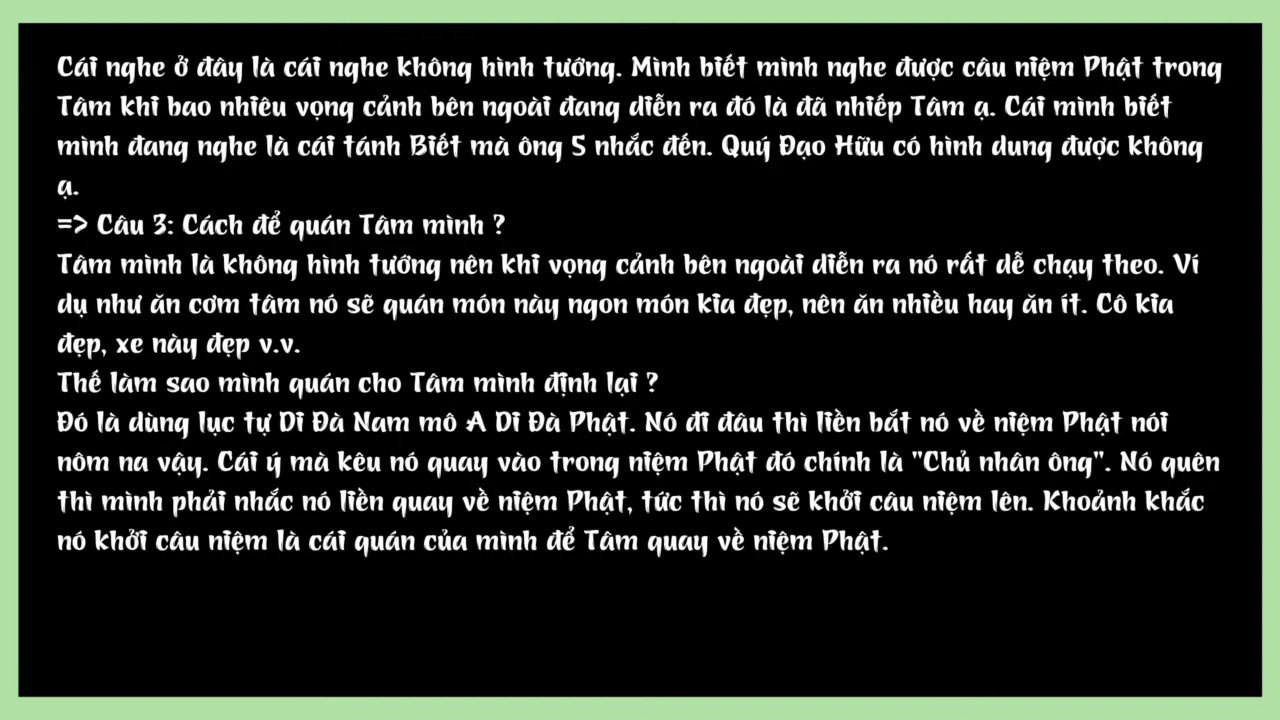 Cái nghe ở đây là cái nghe không hình tướng. Mình biết mình nghe được câu niệm Phật trong
Tâm khi bao nhiêu vọng cảnh bên ngoài đang diễn ra đó là đã nhiếp Tâm ạ. Cái mình biết
mình đang nghe là cái tánh Biết mà ông 5 nhắc đến. Quý Đạo Hữu có hình dung được không
ạ.
=> Câu 3: Cách để quán Tâm mình ?
Tâm mình là không hình tướng nên khi vọng cảnh bên ngoài diễn ra nó rất dễ chạy theo. Ví
dụ như ăn cơm tâm nó sẽ quán món này ngon món kia đẹp, nên ăn nhiều hay ăn ít. Cô kia
đẹp, xe này đẹp v.v.
Thế làm sao mình quán cho Tâm mình định lại ?
Đó là dùng lục tự Di Đà Nam mô A Di Đà Phật. Nó đi đâu thì liền bắt nó về niệm Phật nói
nôm na vậy. Cái ý mà kêu nó quay vào trong niệm Phật đó chính là "Chủ nhân ông". Nó quên
thì mình phải nhắc nó liền quay về niệm Phật, tức thì nó sẽ khởi câu niệm lên. Khoảnh khắc
nó khởi câu niệm là cái quán của mình để Tâm quay về niệm Phật.